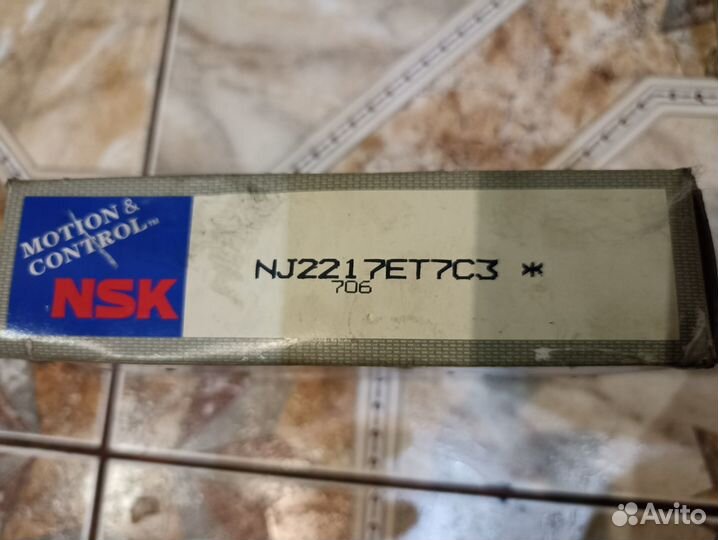 MOTION &
CONTROL™
NSK
NJ2217ET7C3 *
706
Avito